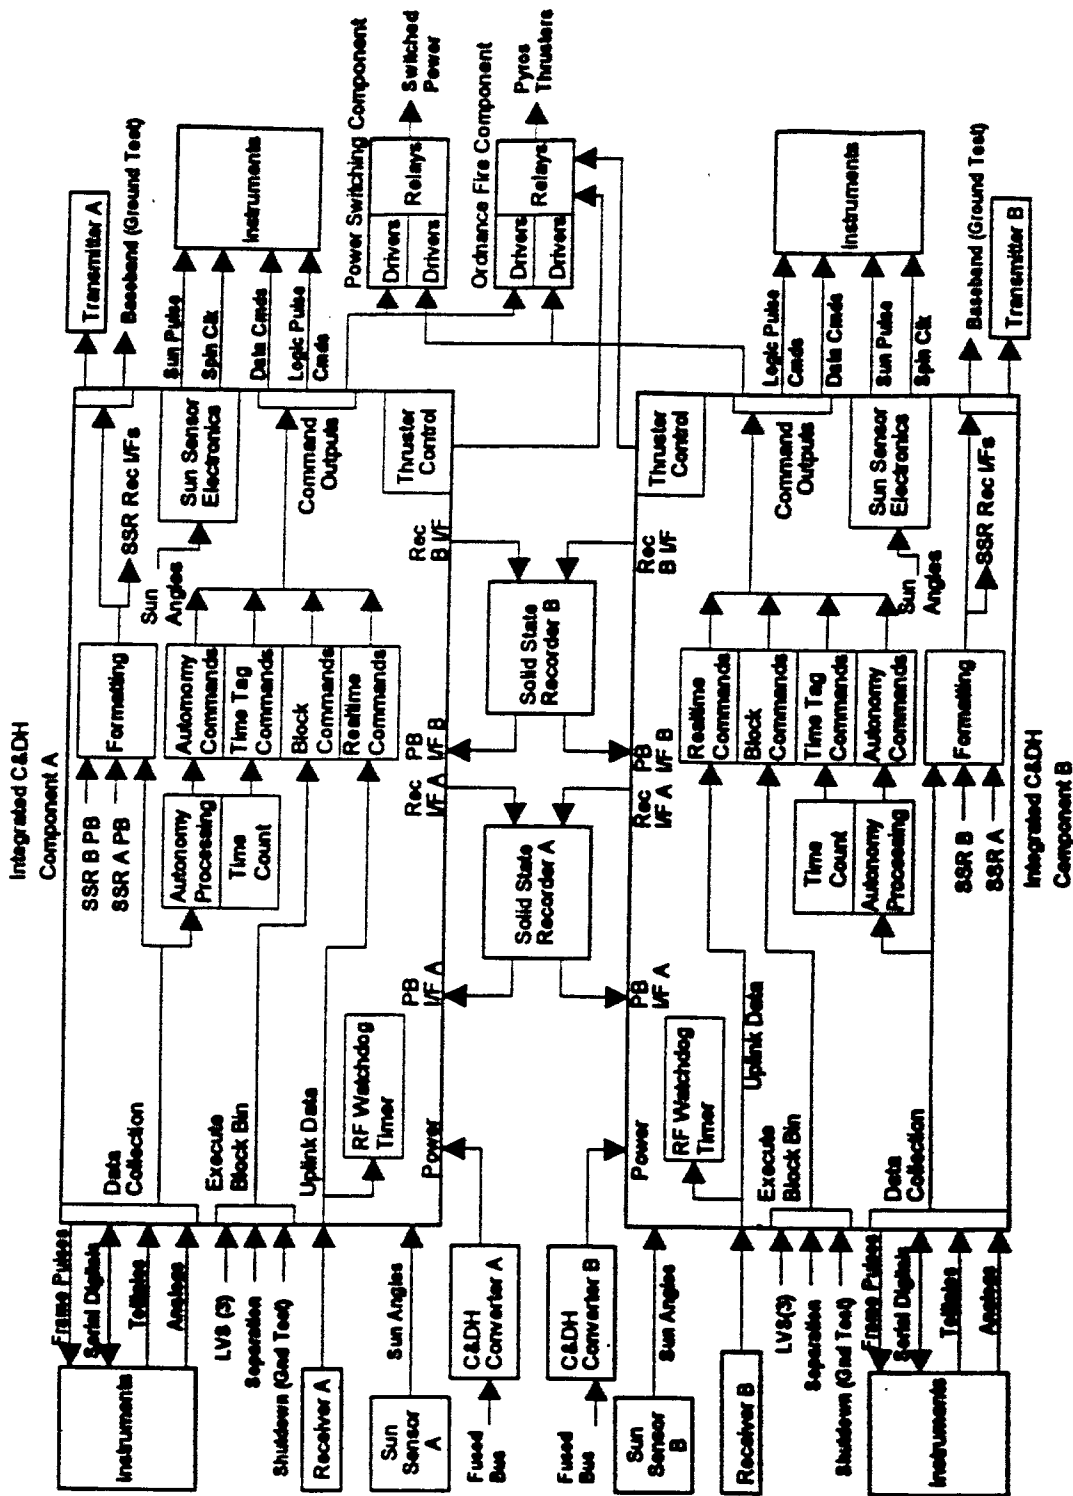 Integrated C&DH
Component A
Transmitter A
Baseband (Ground Test)
Instruments
Frame Pulses
Serial Digitals
Telltales
Analogs
Data
Collection
SSR B PB
SSR A PB
Formatting
SSR Rec I/Fs
Sun
Angles
Sun Sensor
Electronics
Sun Pulse
Spin Clk
Data Cmds
Logic Pulse
Cmds
Instruments
LVS (3)
Separation
Shutdown (Gnd Test)
Execute
Block Bin
Autonomy
Processing
Time
Count
Automomy
Commands
Time Tag
Commands
Block
Commands
Realtime
Commands
Command
Outputs
Receiver A
Uplink Data
RF Watchdog
Timer
Thruster
Control
Power Switching Component
Drivers
Drivers
Relays
Switched
Power
Sun
Sensor
A
Sun Angles
Power
PB
I/F A
Rec
I/F A
PB
I/F B
Rec
B I/F
Fused
Bus
C&DH
Converter A
Solid State
Recorder A
Solid State
Recorder B
Ordnance Fire Component
Drivers
Drivers
Relays
Pyros
Thrusters
Fused
Bus
C&DH
Converter B
Power
PB
I/F A
Rec
I/F A
PB
I/F B
Rec
B I/F
Sun
Sensor
B
Sun Angles
RF Watchdog
Timer
Thruster
Control
Receiver B
Uplink Data
Realtime
Commands
Block
Commands
Time Tag
Commands
Autonomy
Commands
Command
Outputs
Logic Pulse
Cmds
Data Cmds
Sun Pulse
Spin Clk
Instruments
LVS(3)
Separation
Shutdown (Gnd Test)
Execute
Block Bin
Time
Count
Autonomy
Processing
Sun Sensor
Electronics
Sun
Angles
Frame Pulses
Serial Digitals
Telltales
Analogs
Instruments
Data
Collection
SSR B
SSR A
Formatting
SSR Rec I/Fs
Baseband (Ground Test)
Transmitter B
Integrated C&DH
Component B